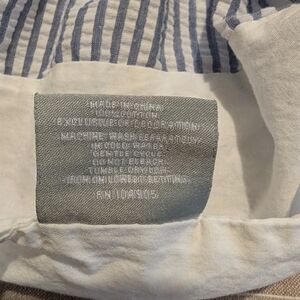 MADE IN CHINA
100% COTTON
EXCLUSIVE OF DECORATION
MACHINE WASH SEPARATELY
IN COLD WATER
GENTLE CYCLE
DO NOT BLEACH
TUMBLE DRY LOW
IRON ON LOW SETTING
RN 104905